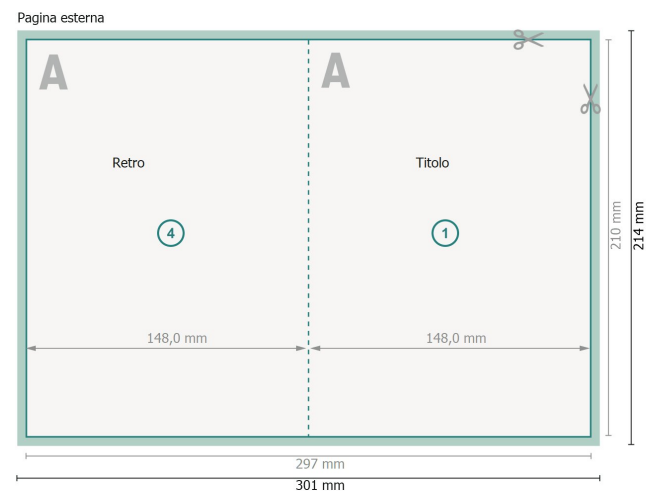 Pagina esterna
A
A
Retro
Titolo
4
1
148,0 mm
148,0 mm
210 mm
214 mm
297 mm
301 mm